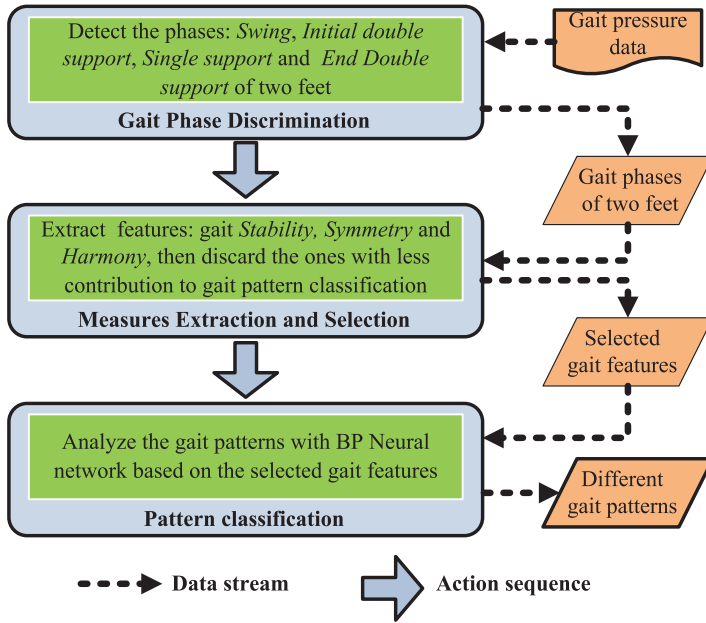 Detect the phases: Swing, Initial double
support, Single support and End Double
support of two feet
Gait Phase Discrimination
Gait pressure
data
Gait phases
of two feet
Extract features: gait Stability, Symmetry and
Harmony, then discard the ones with less
contribution to gait pattern classification
Measures Extraction and Selection
Selected
gait features
Analyze the gait patterns with BP Neural
network based on the selected gait features
Pattern classification
Different
gait patterns
Data stream
Action sequence